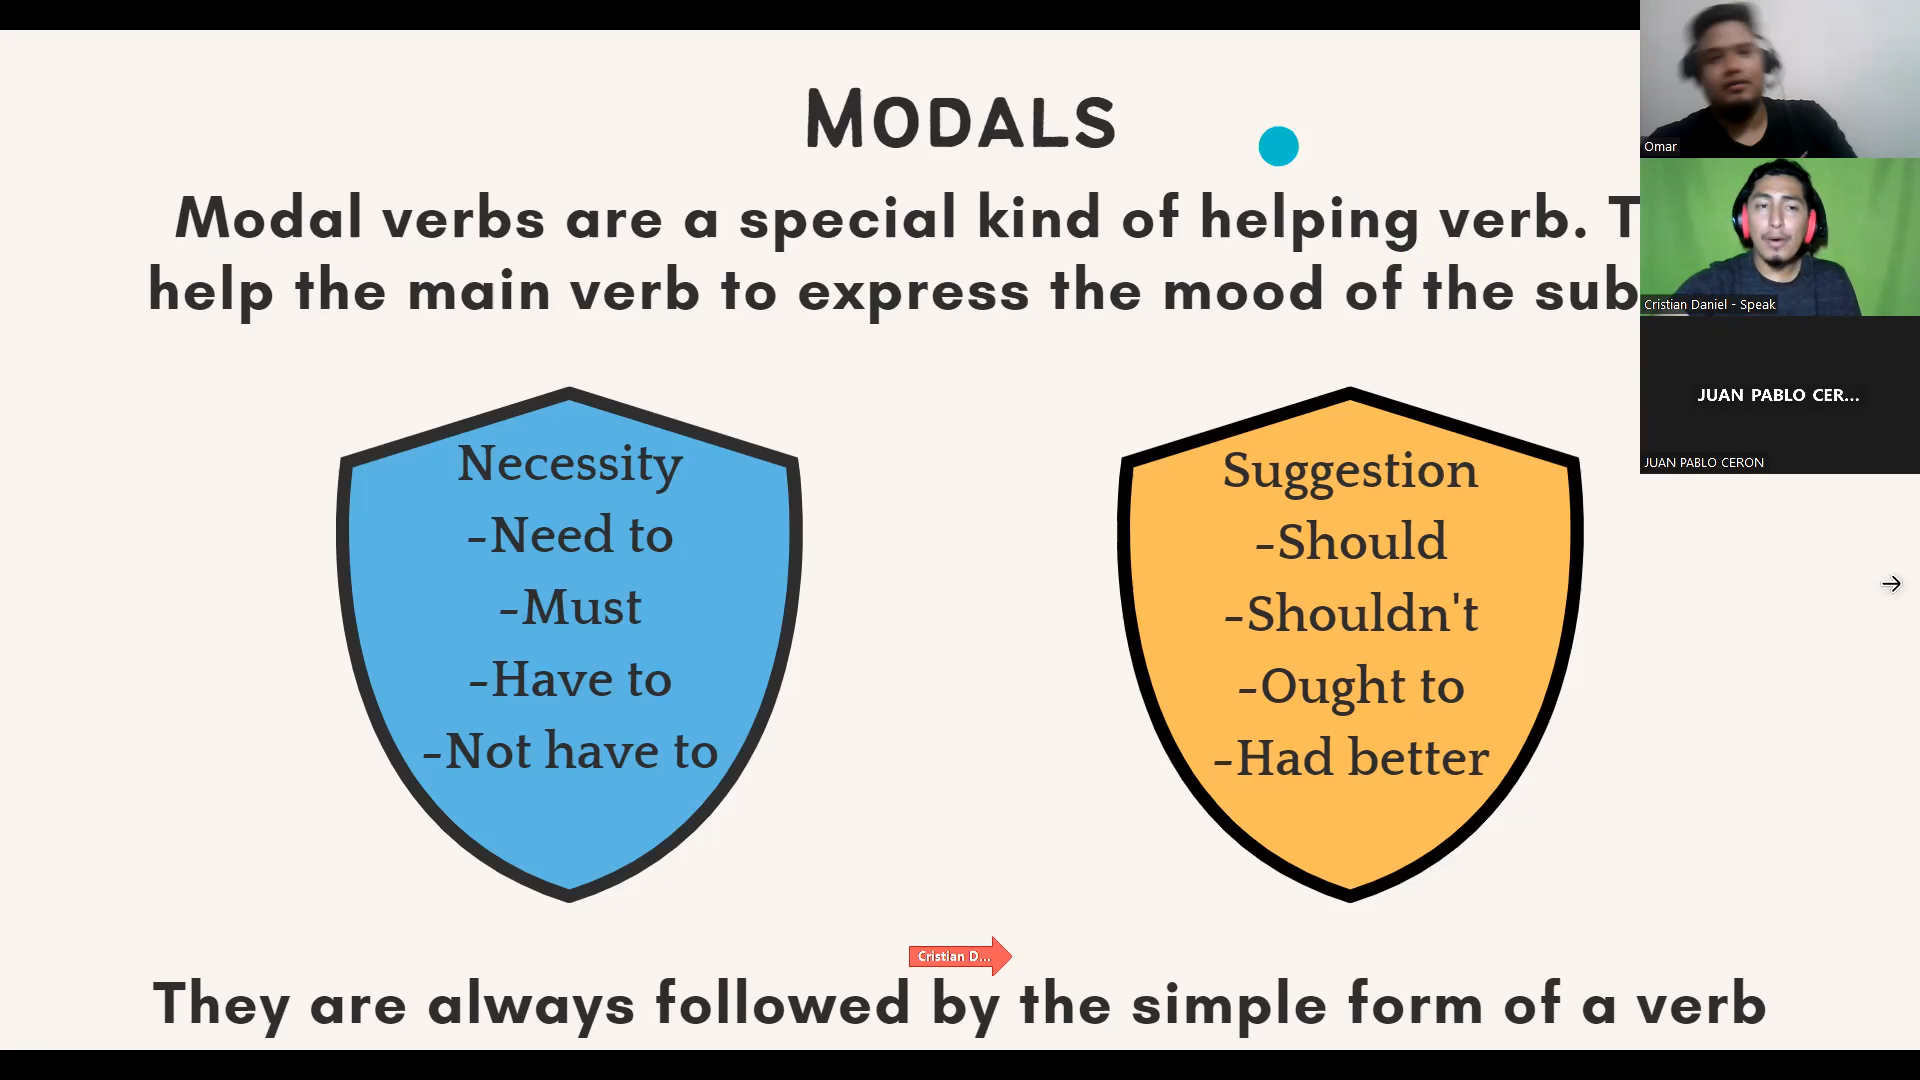 MODALS
Modal verbs are a special kind of helping verb. T
help the main verb to express the mood of the sub
Necessity
-Need to
-Must
-Have to
-Not have to
Suggestion
-Should
-Shouldn't
-Ought to
-Had better
Cristian D...
They are always followed by the simple form of a verb
Omar
Cristian Daniel - Speak
JUAN PABLO CER...
JUAN PABLO CERON